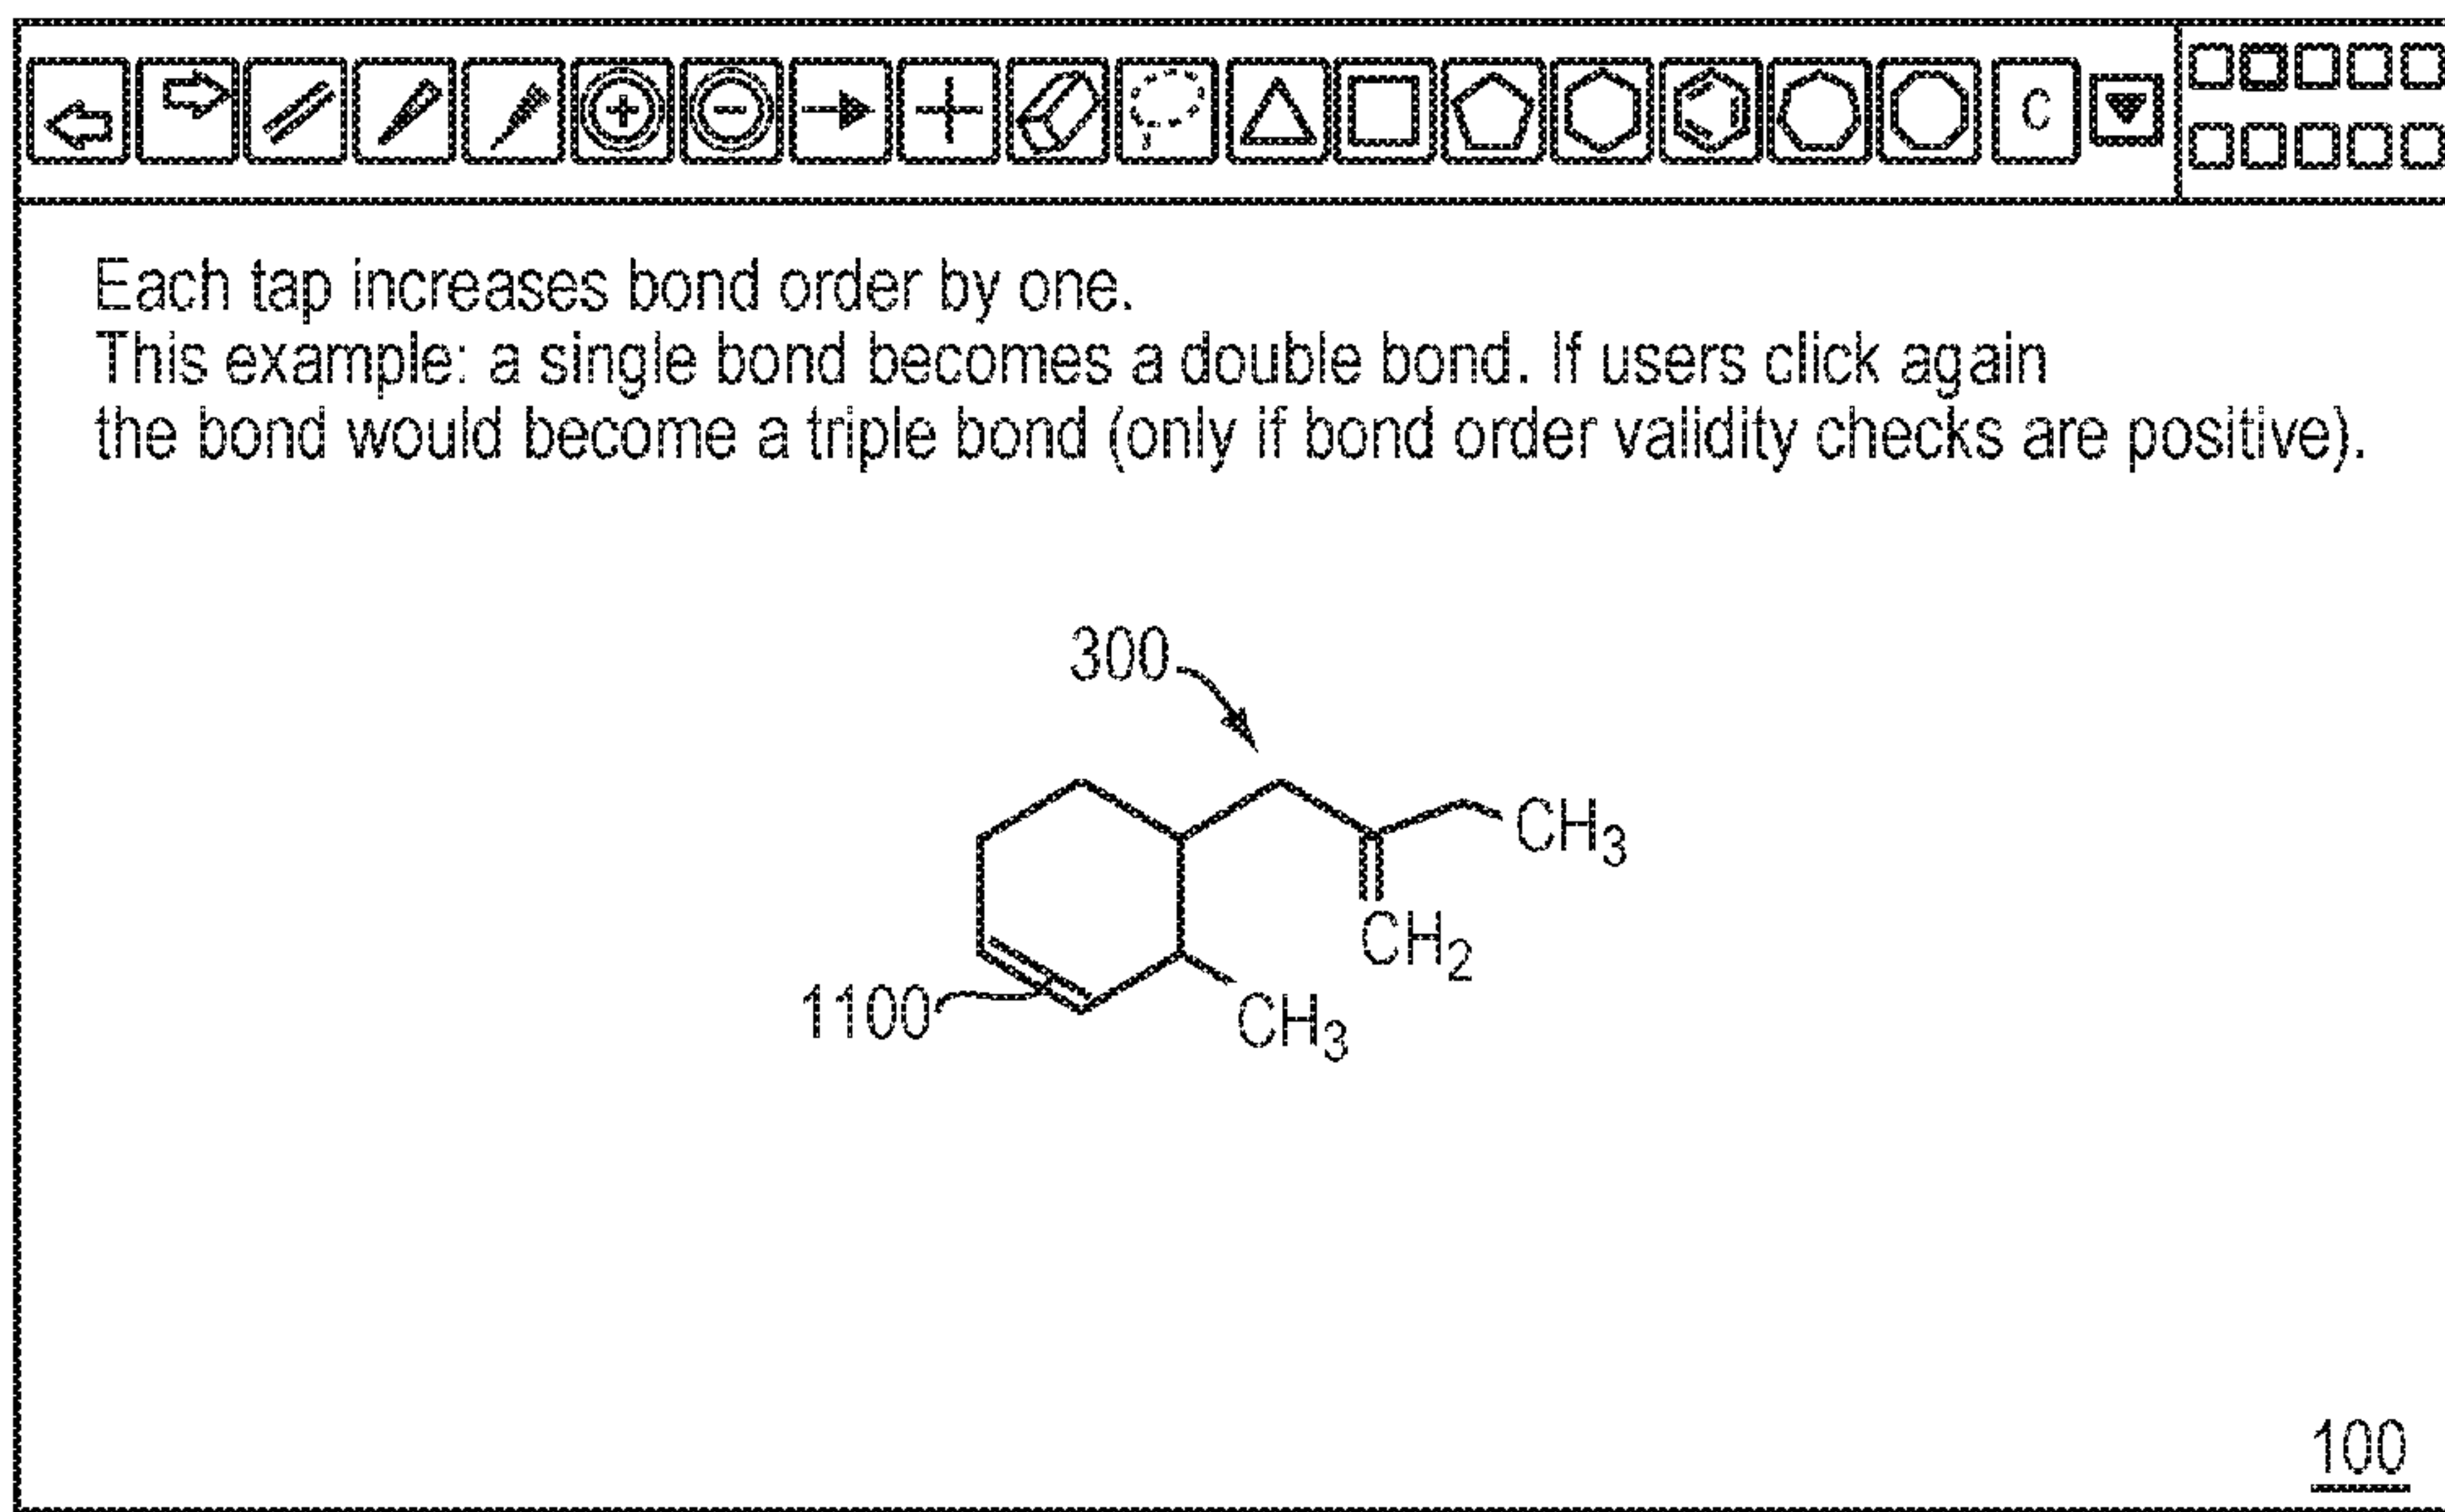 C
Each tap increases bond order by one.
This example: a single bond becomes a double bond. If users click again
the bond would become a triple bond (only if bond order validity checks are positive).
300
CH3
CH2
1100
CH3
100